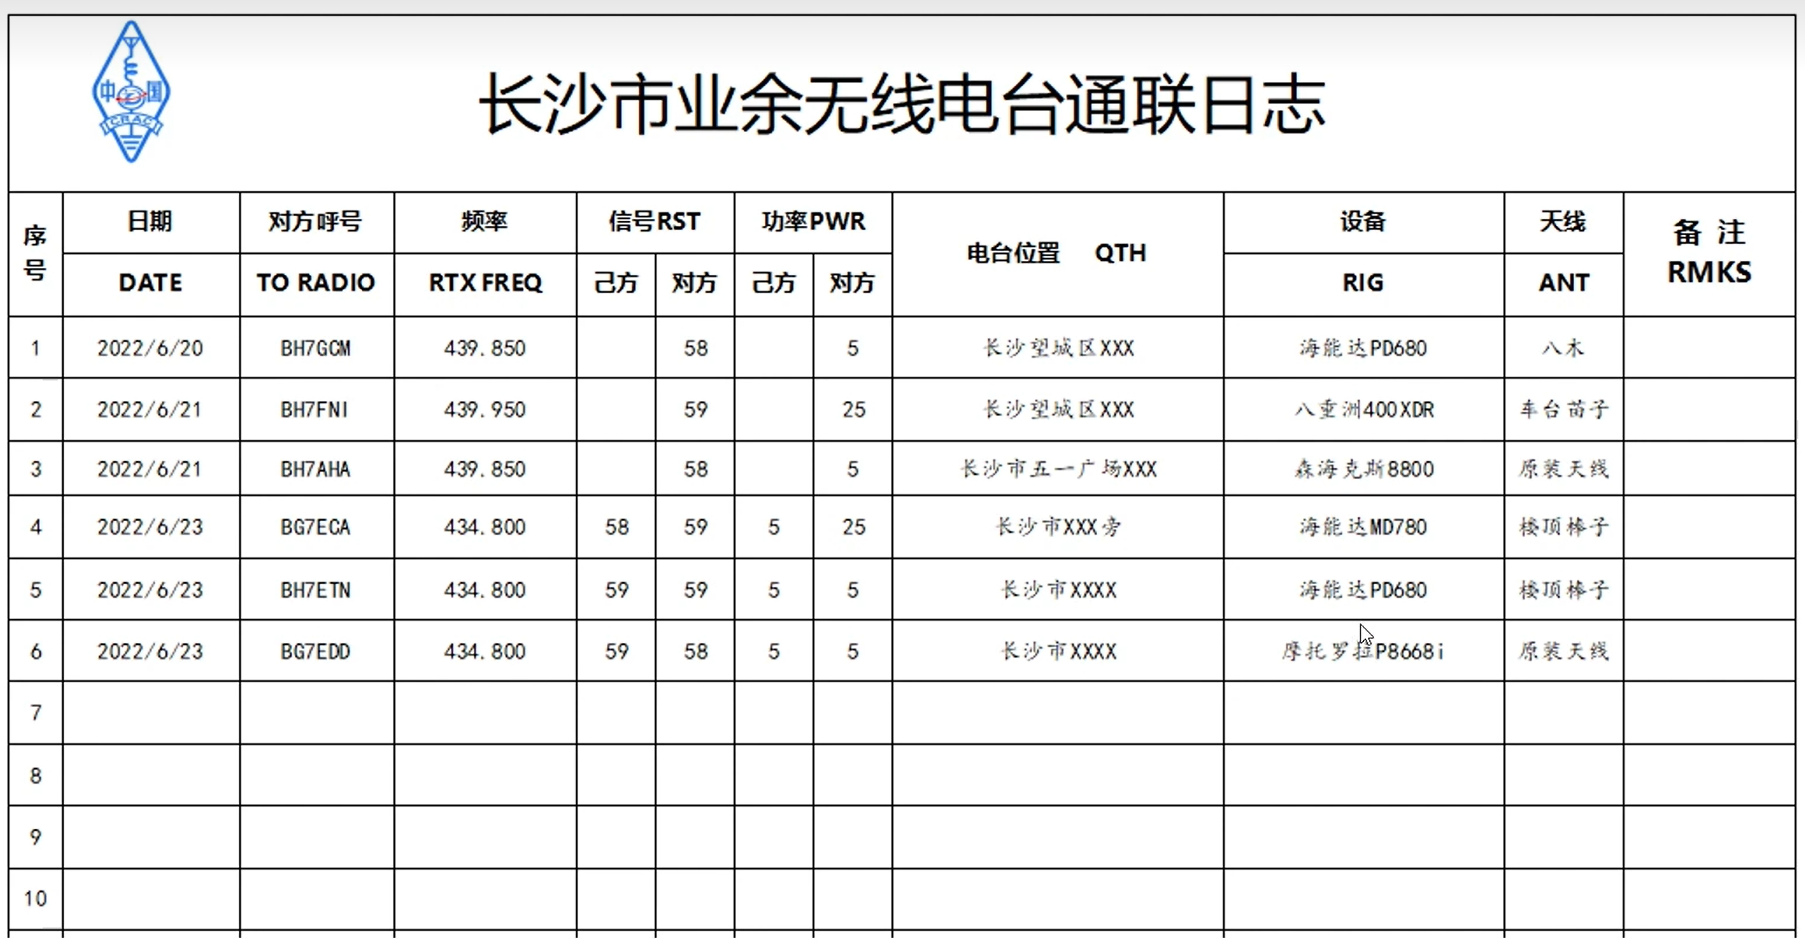 中 国
CRAC
长沙市业余无线电台通联日志
序号 日期 对方呼号 频率 信号RST 功率PWR 电台位置 QTH 设备 天线 备 注
DATE TO RADIO RTX FREQ 己方 对方 己方 对方 RIG ANT RMKS
1 2022/6/20 BH7GCM 439.850 58 5 长沙望城区XXX 海能达PD680 八木
2 2022/6/21 BH7FNI 439.950 59 25 长沙望城区XXX 八重洲400XDR 车台苗子
3 2022/6/21 BH7AHA 439.850 58 5 长沙市五一广场XXX 森海克斯8800 原装天线
4 2022/6/23 BG7ECA 434.800 58 59 5 25 长沙市XXX旁 海能达MD780 楼顶棒子
5 2022/6/23 BH7ETN 434.800 59 59 5 5 长沙市XXXX 海能达PD680 楼顶棒子
6 2022/6/23 BG7EDD 434.800 59 58 5 5 长沙市XXXX 摩托罗拉P8668i 原装天线
7
8
9
10